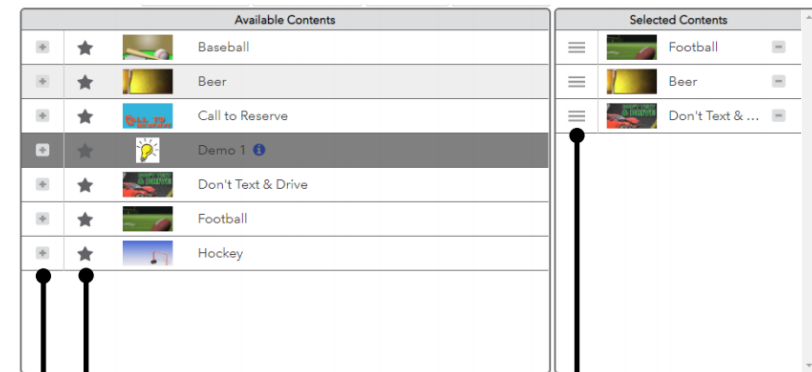 Available Contents
Baseball
Beer
Call to Reserve
Demo 1
Don't Text & Drive
Football
Hockey
Selected Contents
Football
Beer
Don't Text & ...